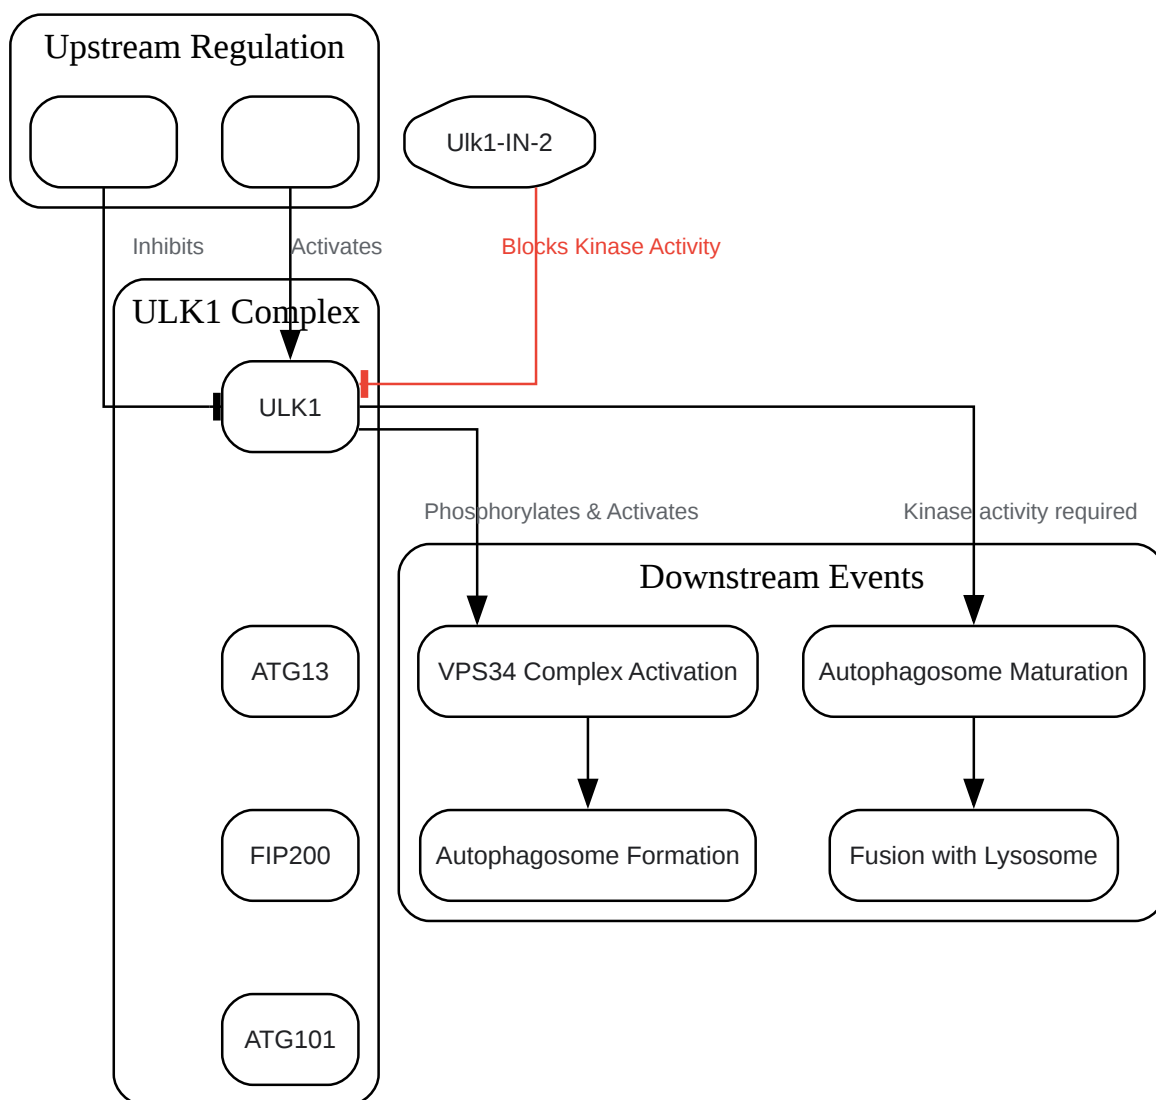 Upstream Regulation
Ulk1-IN-2
Inhibits
Activates
Blocks Kinase Activity
ULK1 Complex
ULK1
Phosphorylates & Activates
Kinase activity required
Downstream Events
ATG13
VPS34 Complex Activation
Autophagosome Maturation
FIP200
Autophagosome Formation
Fusion with Lysosome
ATG101